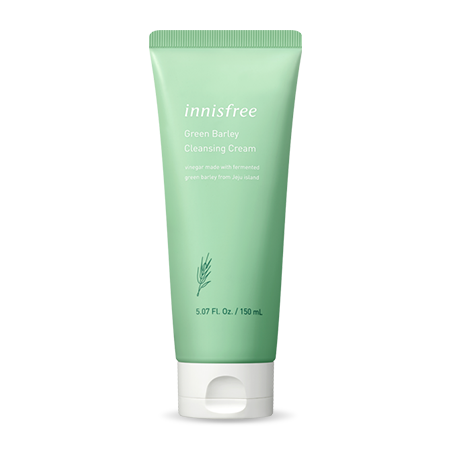 innisfree
Green Barley
Cleansing Cream
vinegar made with fermented
green barley from Jeju island
5.07 Fl. Oz. / 150 mL